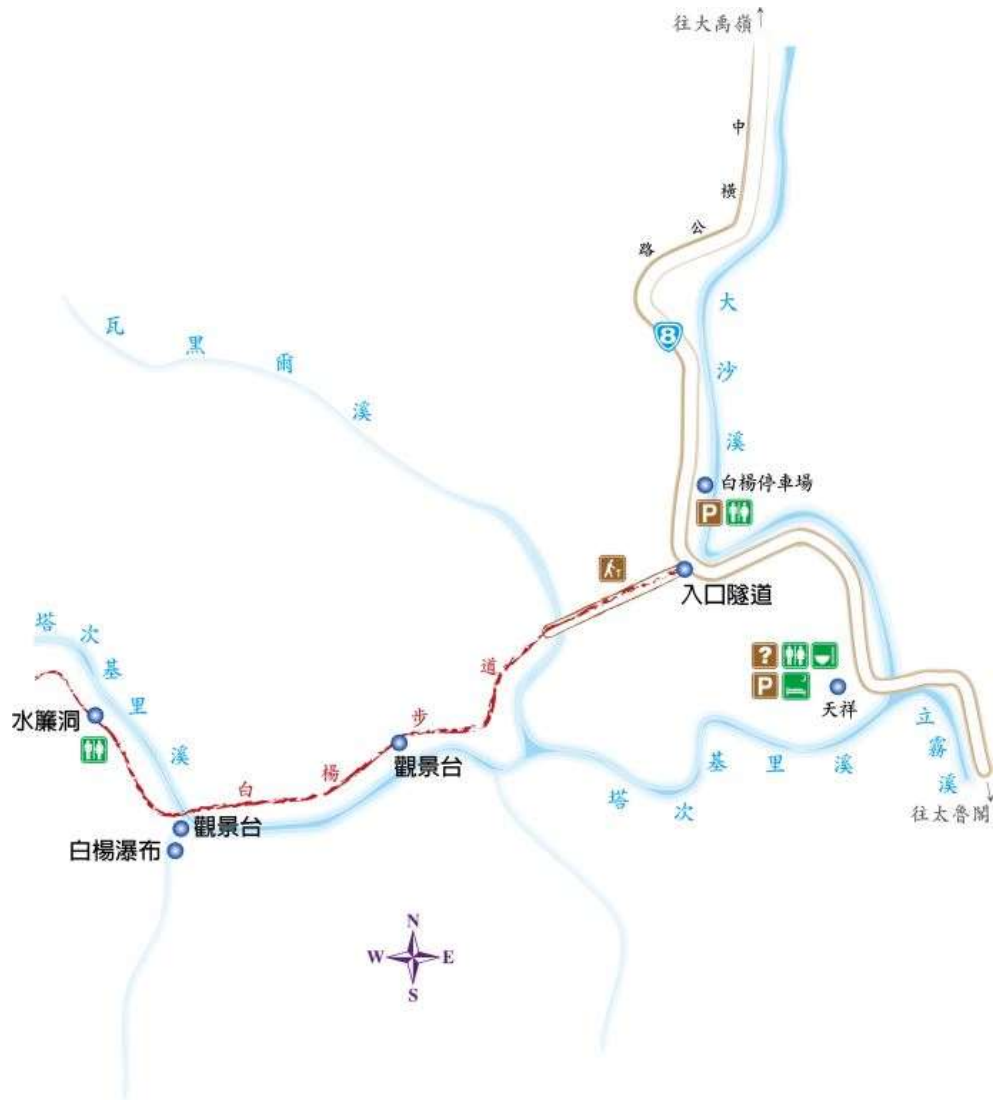 往大禹嶺
中橫公路
8
瓦黑爾溪
大沙溪
白楊停車場
P
入口隧道
塔次基里溪
水簾洞
白楊步道
觀景台
?
P
天祥
立霧溪
塔次基里溪
往太魯閣
觀景台
白楊瀑布
N
W
E
S